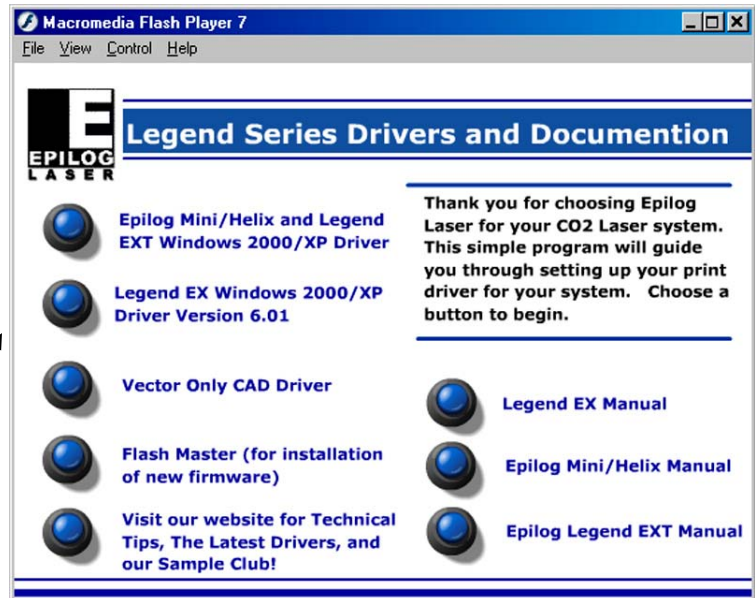 Macromedia Flash Player 7
File View Control Help
E
EPILOG
LASER
Legend Series Drivers and Documention
Epilog Mini/Helix and Legend
EXT Windows 2000/XP Driver
Legend EX Windows 2000/XP
Driver Version 6.01
Vector Only CAD Driver
Flash Master (for installation
of new firmware)
Visit our website for Technical
Tips, The Latest Drivers, and
our Sample Club!
Thank you for choosing Epilog
Laser for your CO2 Laser system.
This simple program will guide
you through setting up your print
driver for your system. Choose a
button to begin.
Legend EX Manual
Epilog Mini/Helix Manual
Epilog Legend EXT Manual